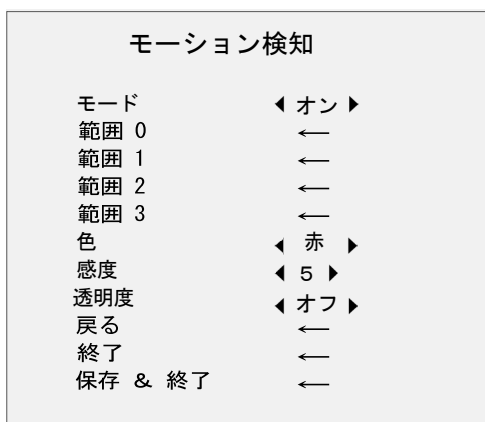 モーション検知
モード ◀ オン ▶
範囲 0 ←
範囲 1 ←
範囲 2 ←
範囲 3 ←
色 ◀ 赤 ▶
感度 ◀ 5 ▶
透明度 ◀ オフ ▶
戻る ←
終了 ←
保存 & 終了 ←